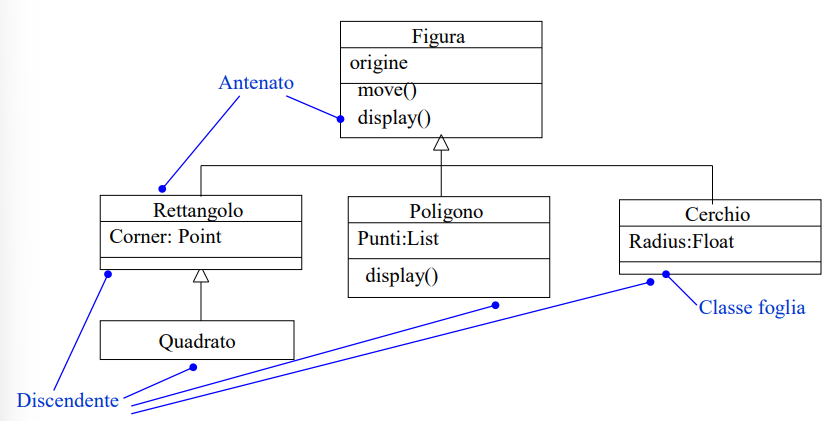 Figura
origine
move()
display()
Antenato
Rettangolo
Corner: Point
Poligono
Punti:List
display()
Cerchio
Radius:Float
Classe foglia
Quadrato
Discendente